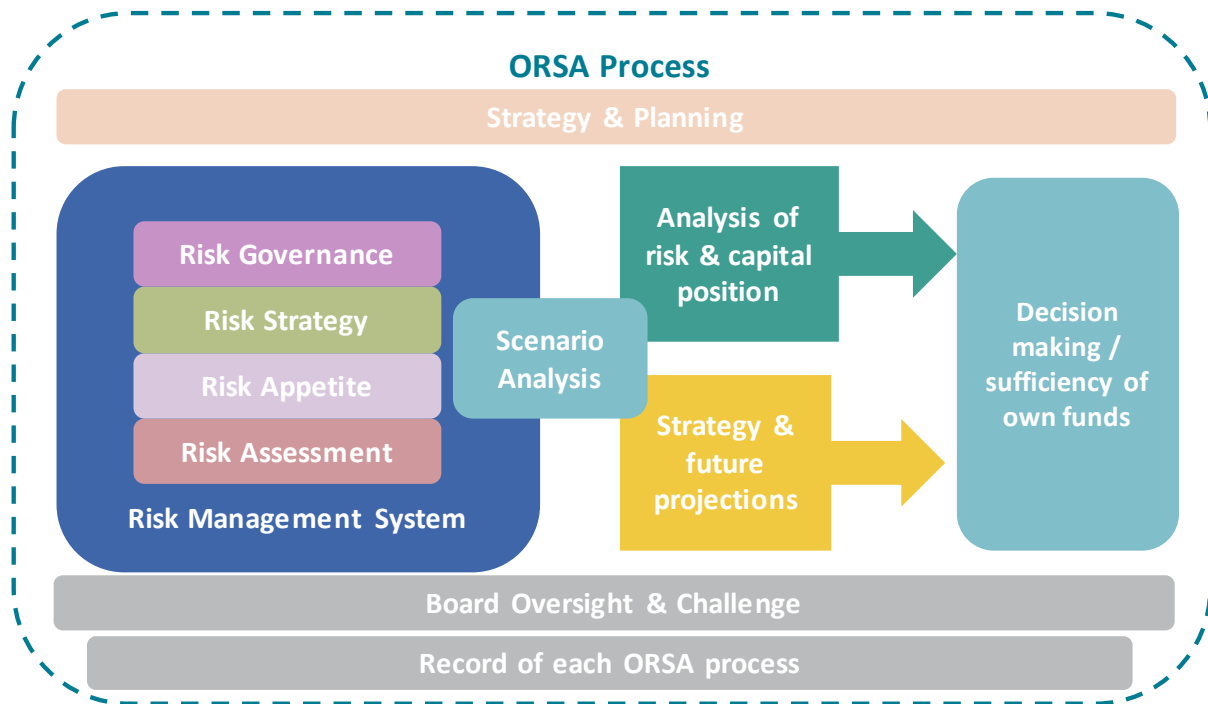 ORSA Process
Strategy & Planning
Risk Governance
Risk Strategy
Risk Appetite
Risk Assessment
Risk Management System
Scenario
Analysis
Analysis of
risk & capital
position
Strategy &
future
projections
Decision
making /
sufficiency of
own funds
Board Oversight & Challenge
Record of each ORSA process